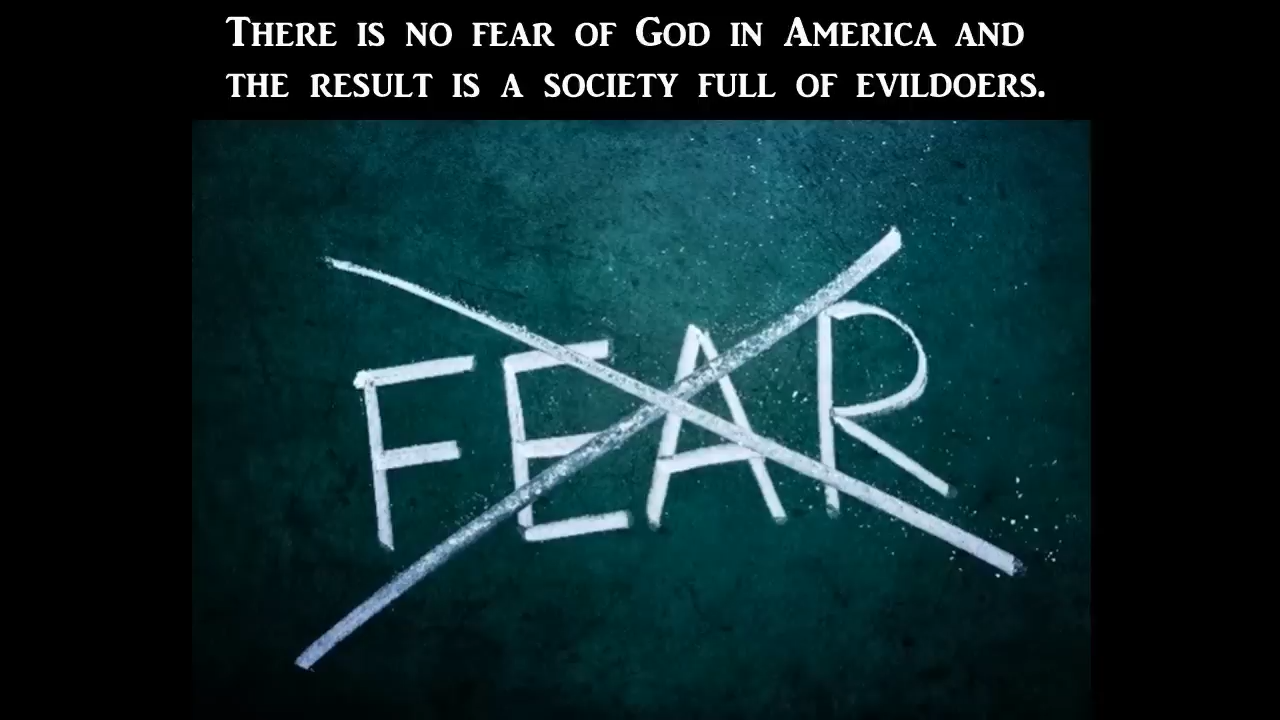 There is no fear of God in America and
the result is a society full of evildoers.
FEAR